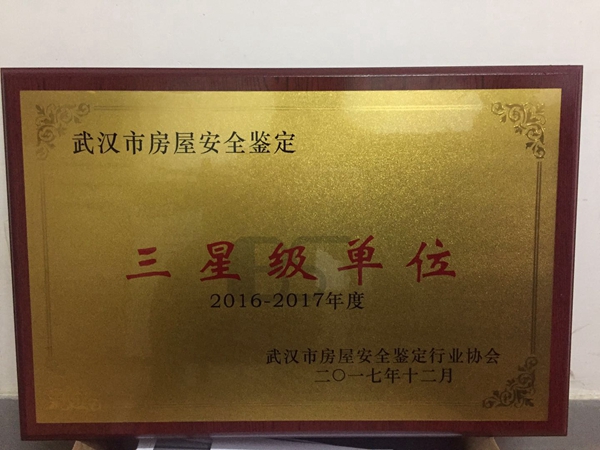 武汉市房屋安全鉴定
三星级单位
2016-2017年度
武汉市房屋安全鉴定行业协会
二〇一七年十二月